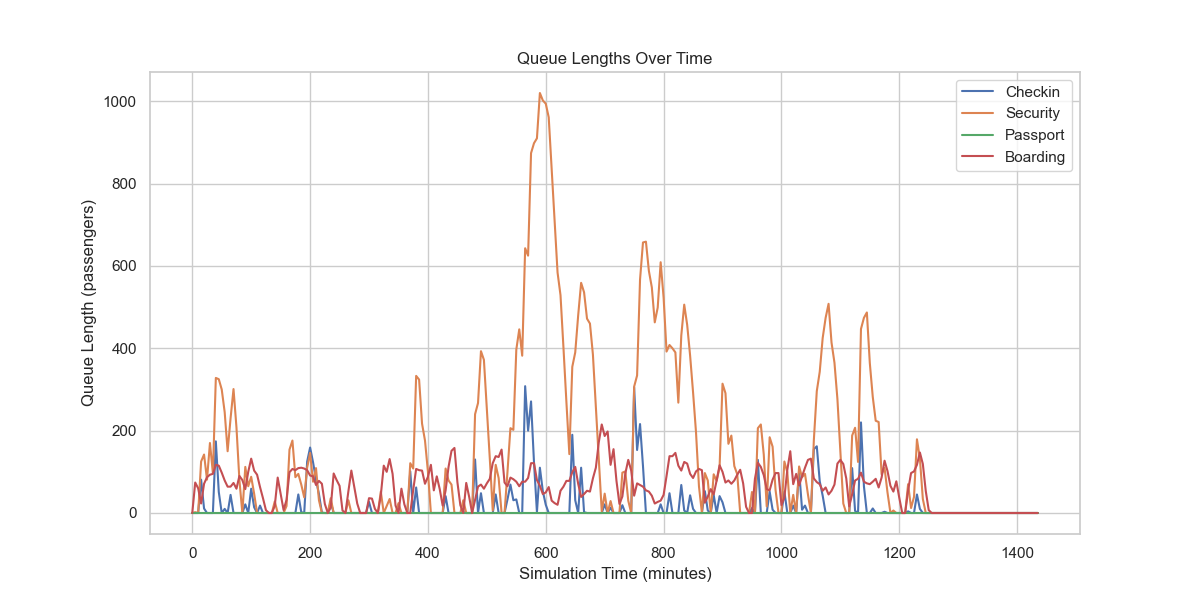 Queue Lengths Over Time
Checkin
Security
Passport
Boarding
1000
800
600
400
200
0
Queue Length (passengers)
0 200 400 600 800 1000 1200 1400
Simulation Time (minutes)